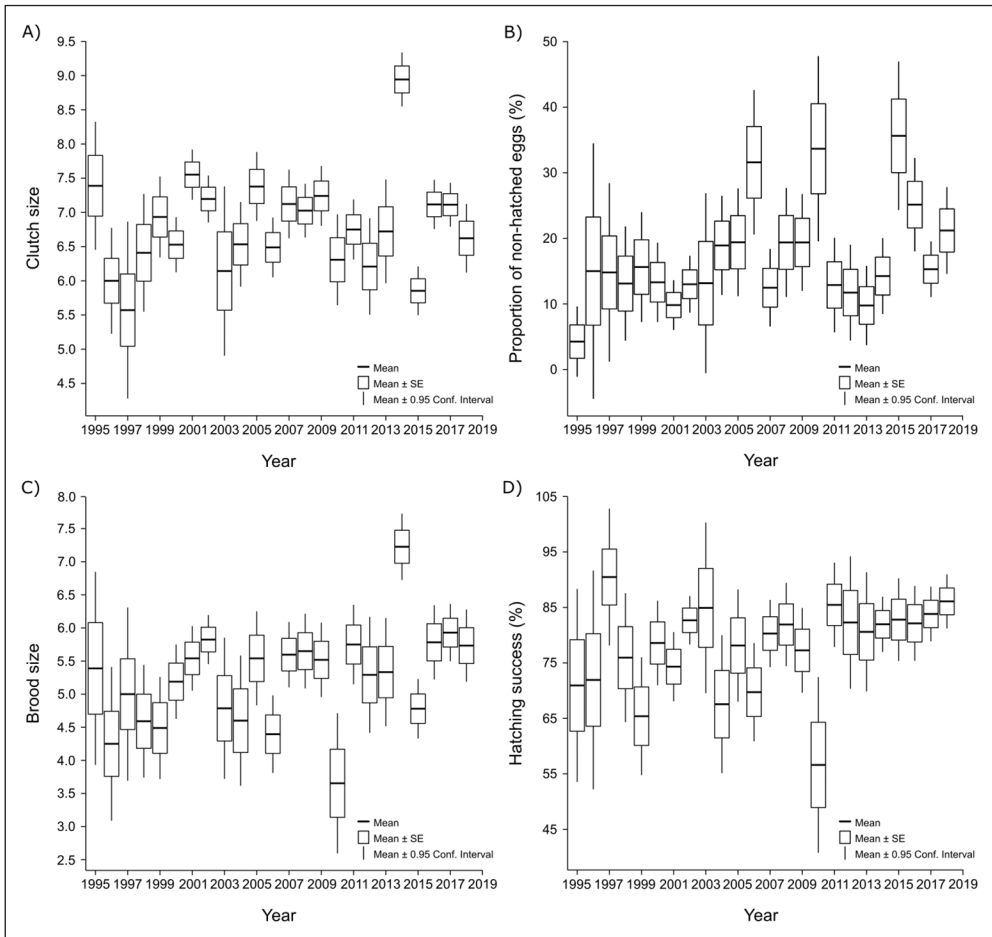 A)
9.5
9.0
8.5
8.0
7.5
7.0
6.5
6.0
5.5
5.0
4.5
Clutch size
Mean
Mean ± SE
Mean ± 0.95 Conf. Interval
1995 1997 1999 2001 2003 2005 2007 2009 2011 2013 2015 2017 2019
Year
B)
50
40
30
20
10
0
Proportion of non-hatched eggs (%)
Mean
Mean ± SE
Mean ± 0.95 Conf. Interval
1995 1997 1999 2001 2003 2005 2007 2009 2011 2013 2015 2017 2019
Year
C)
8.0
7.5
7.0
6.5
6.0
5.5
5.0
4.5
4.0
3.5
3.0
2.5
Brood size
Mean
Mean ± SE
Mean ± 0.95 Conf. Interval
1995 1997 1999 2001 2003 2005 2007 2009 2011 2013 2015 2017 2019
Year
D)
105
95
85
75
65
55
45
Hatching success (%)
Mean
Mean ± SE
Mean ± 0.95 Conf. Interval
1995 1997 1999 2001 2003 2005 2007 2009 2011 2013 2015 2017 2019
Year